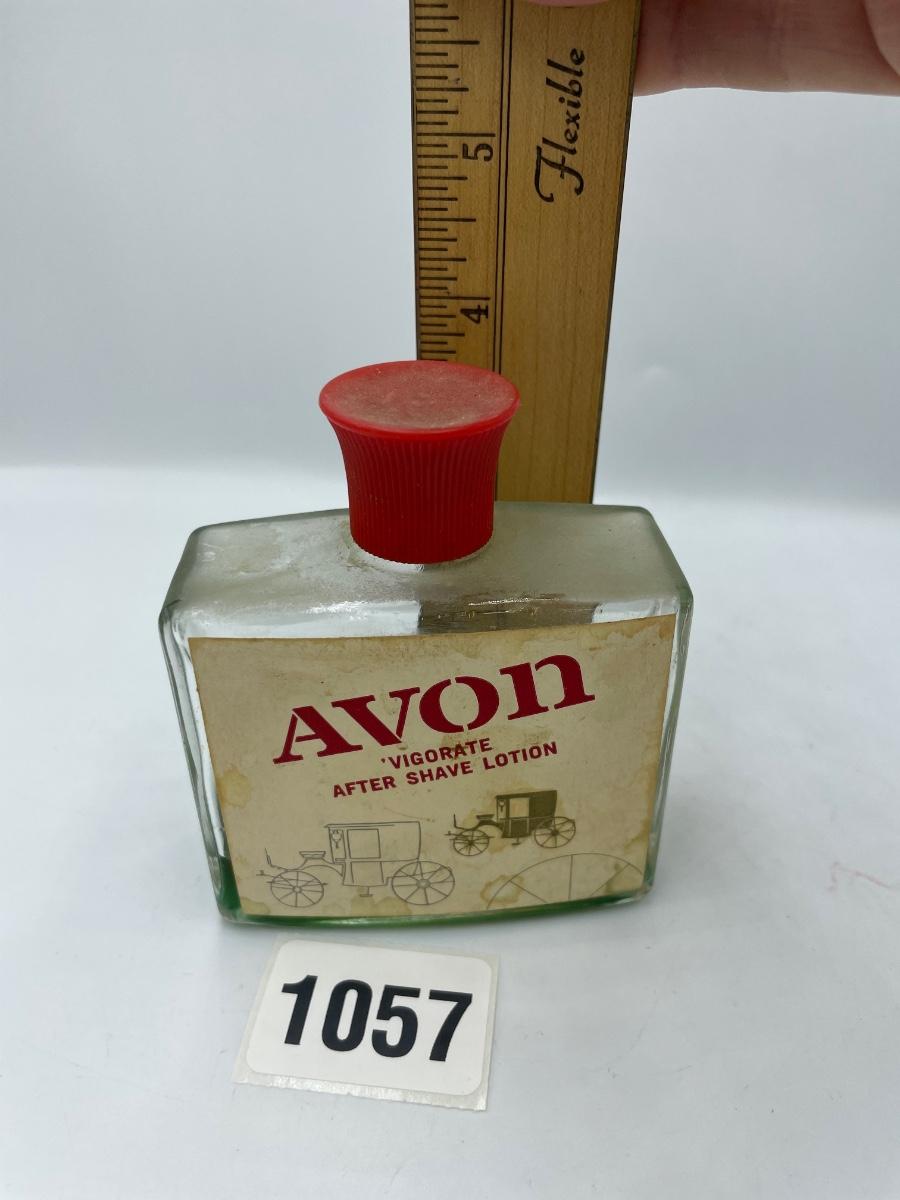 Flexible
5
4
AVON
'VIGORATE
AFTER SHAVE LOTION
1057